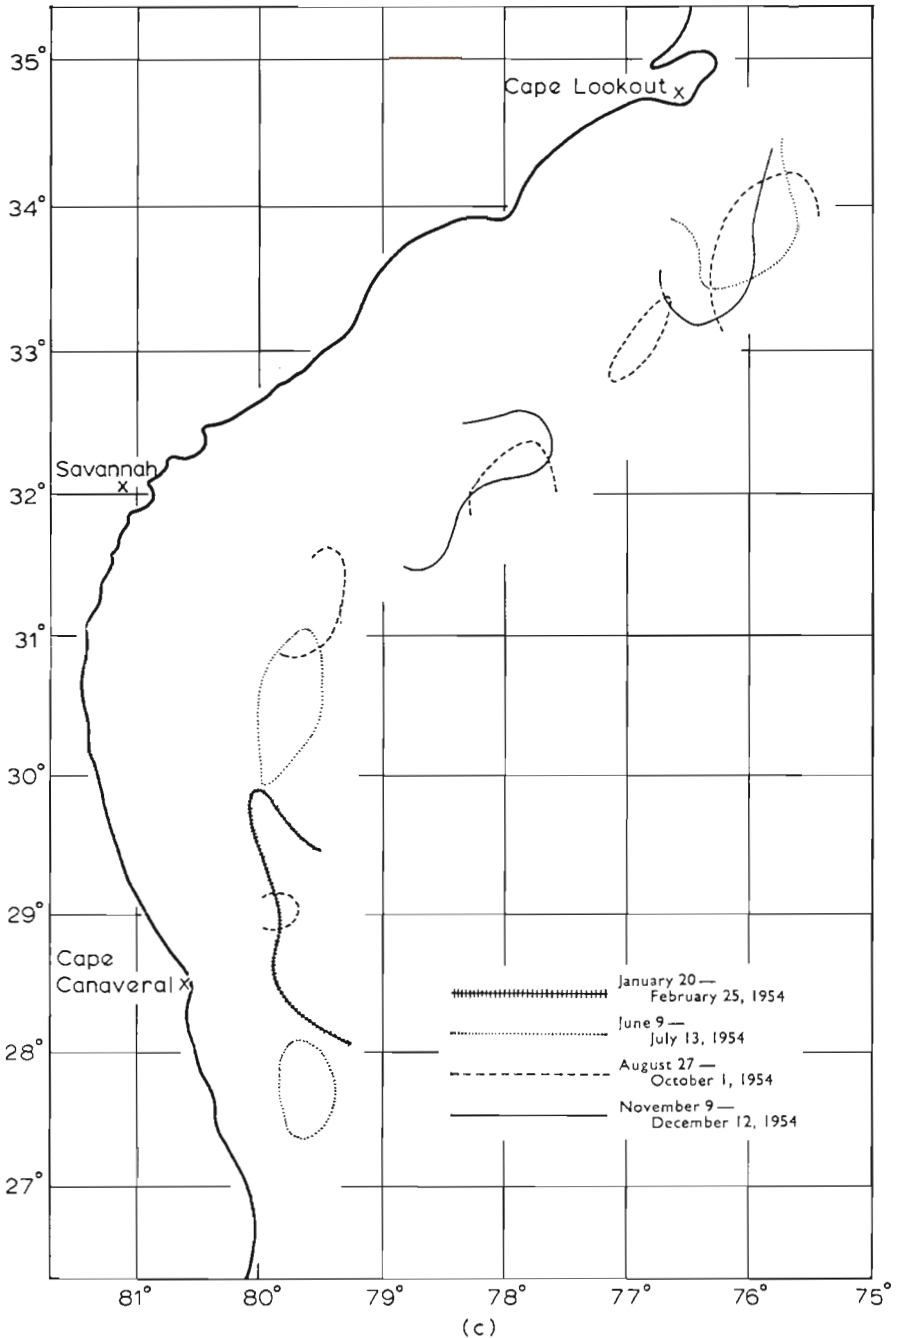 35°
Cape Lookout x
34°
33°
Savannah
x
32°
31°
30°
29°
Cape
Canaveral x
January 20—
February 25, 1954
June 9—
July 13, 1954
28°
August 27—
October 1, 1954
November 9—
December 12, 1954
27°
81° 80° 79° 78° 77° 76° 75°
(c)